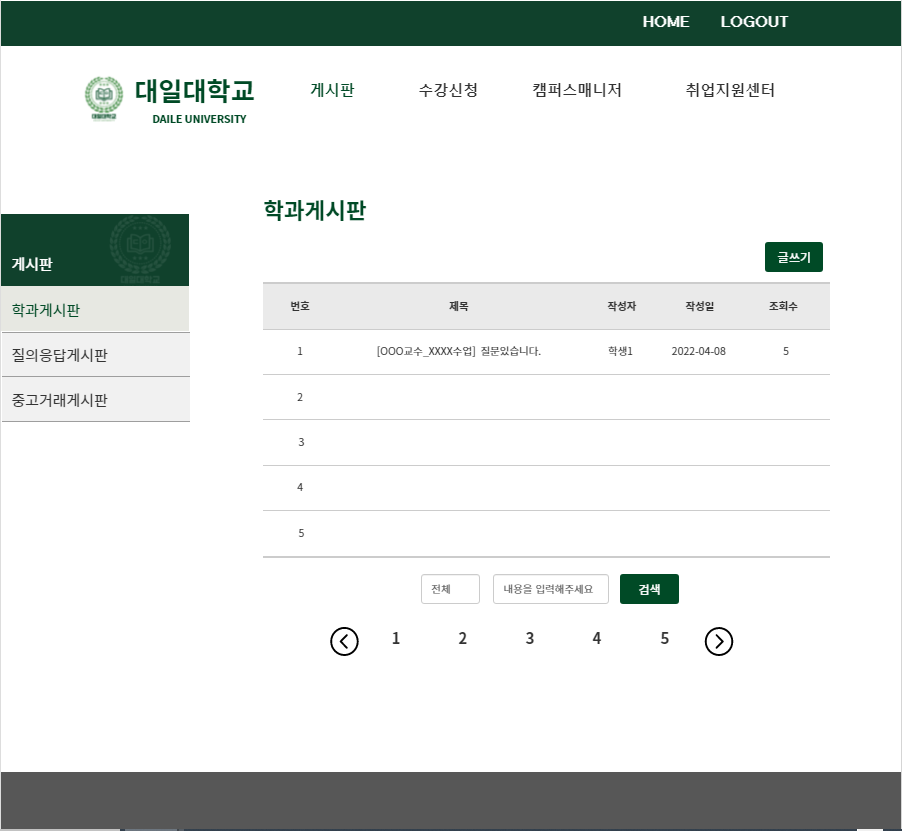 HOME LOGOUT
대일대학교
DAILE UNIVERSITY
게시판 수강신청 캠퍼스매니저 취업지원센터
게시판
학과게시판
질의응답게시판
중고거래게시판
학과게시판
글쓰기
번호 제목 작성자 작성일 조회수
1 [OOO교수_XXXX수업] 질문있습니다. 학생1 2022-04-08 5
2
3
4
5
전체 내용을 입력해주세요 검색
1 2 3 4 5